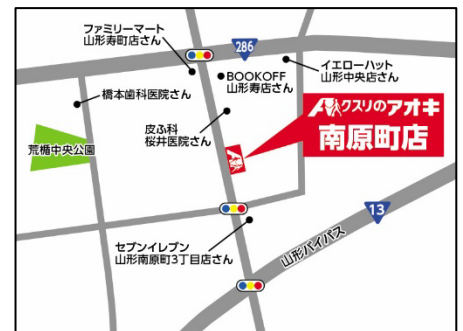 ファミリーマート
山形寿町店さん
286
BOOKOFF
山形寿店さん
イエローハット
山形中央店さん
橋本歯科医院さん
皮ふ科
桜井医院さん
クスリのアオキ
南原町店
荒楯中央公園
13
山形バイパス
セブンイレブン
山形南原町3丁目店さん